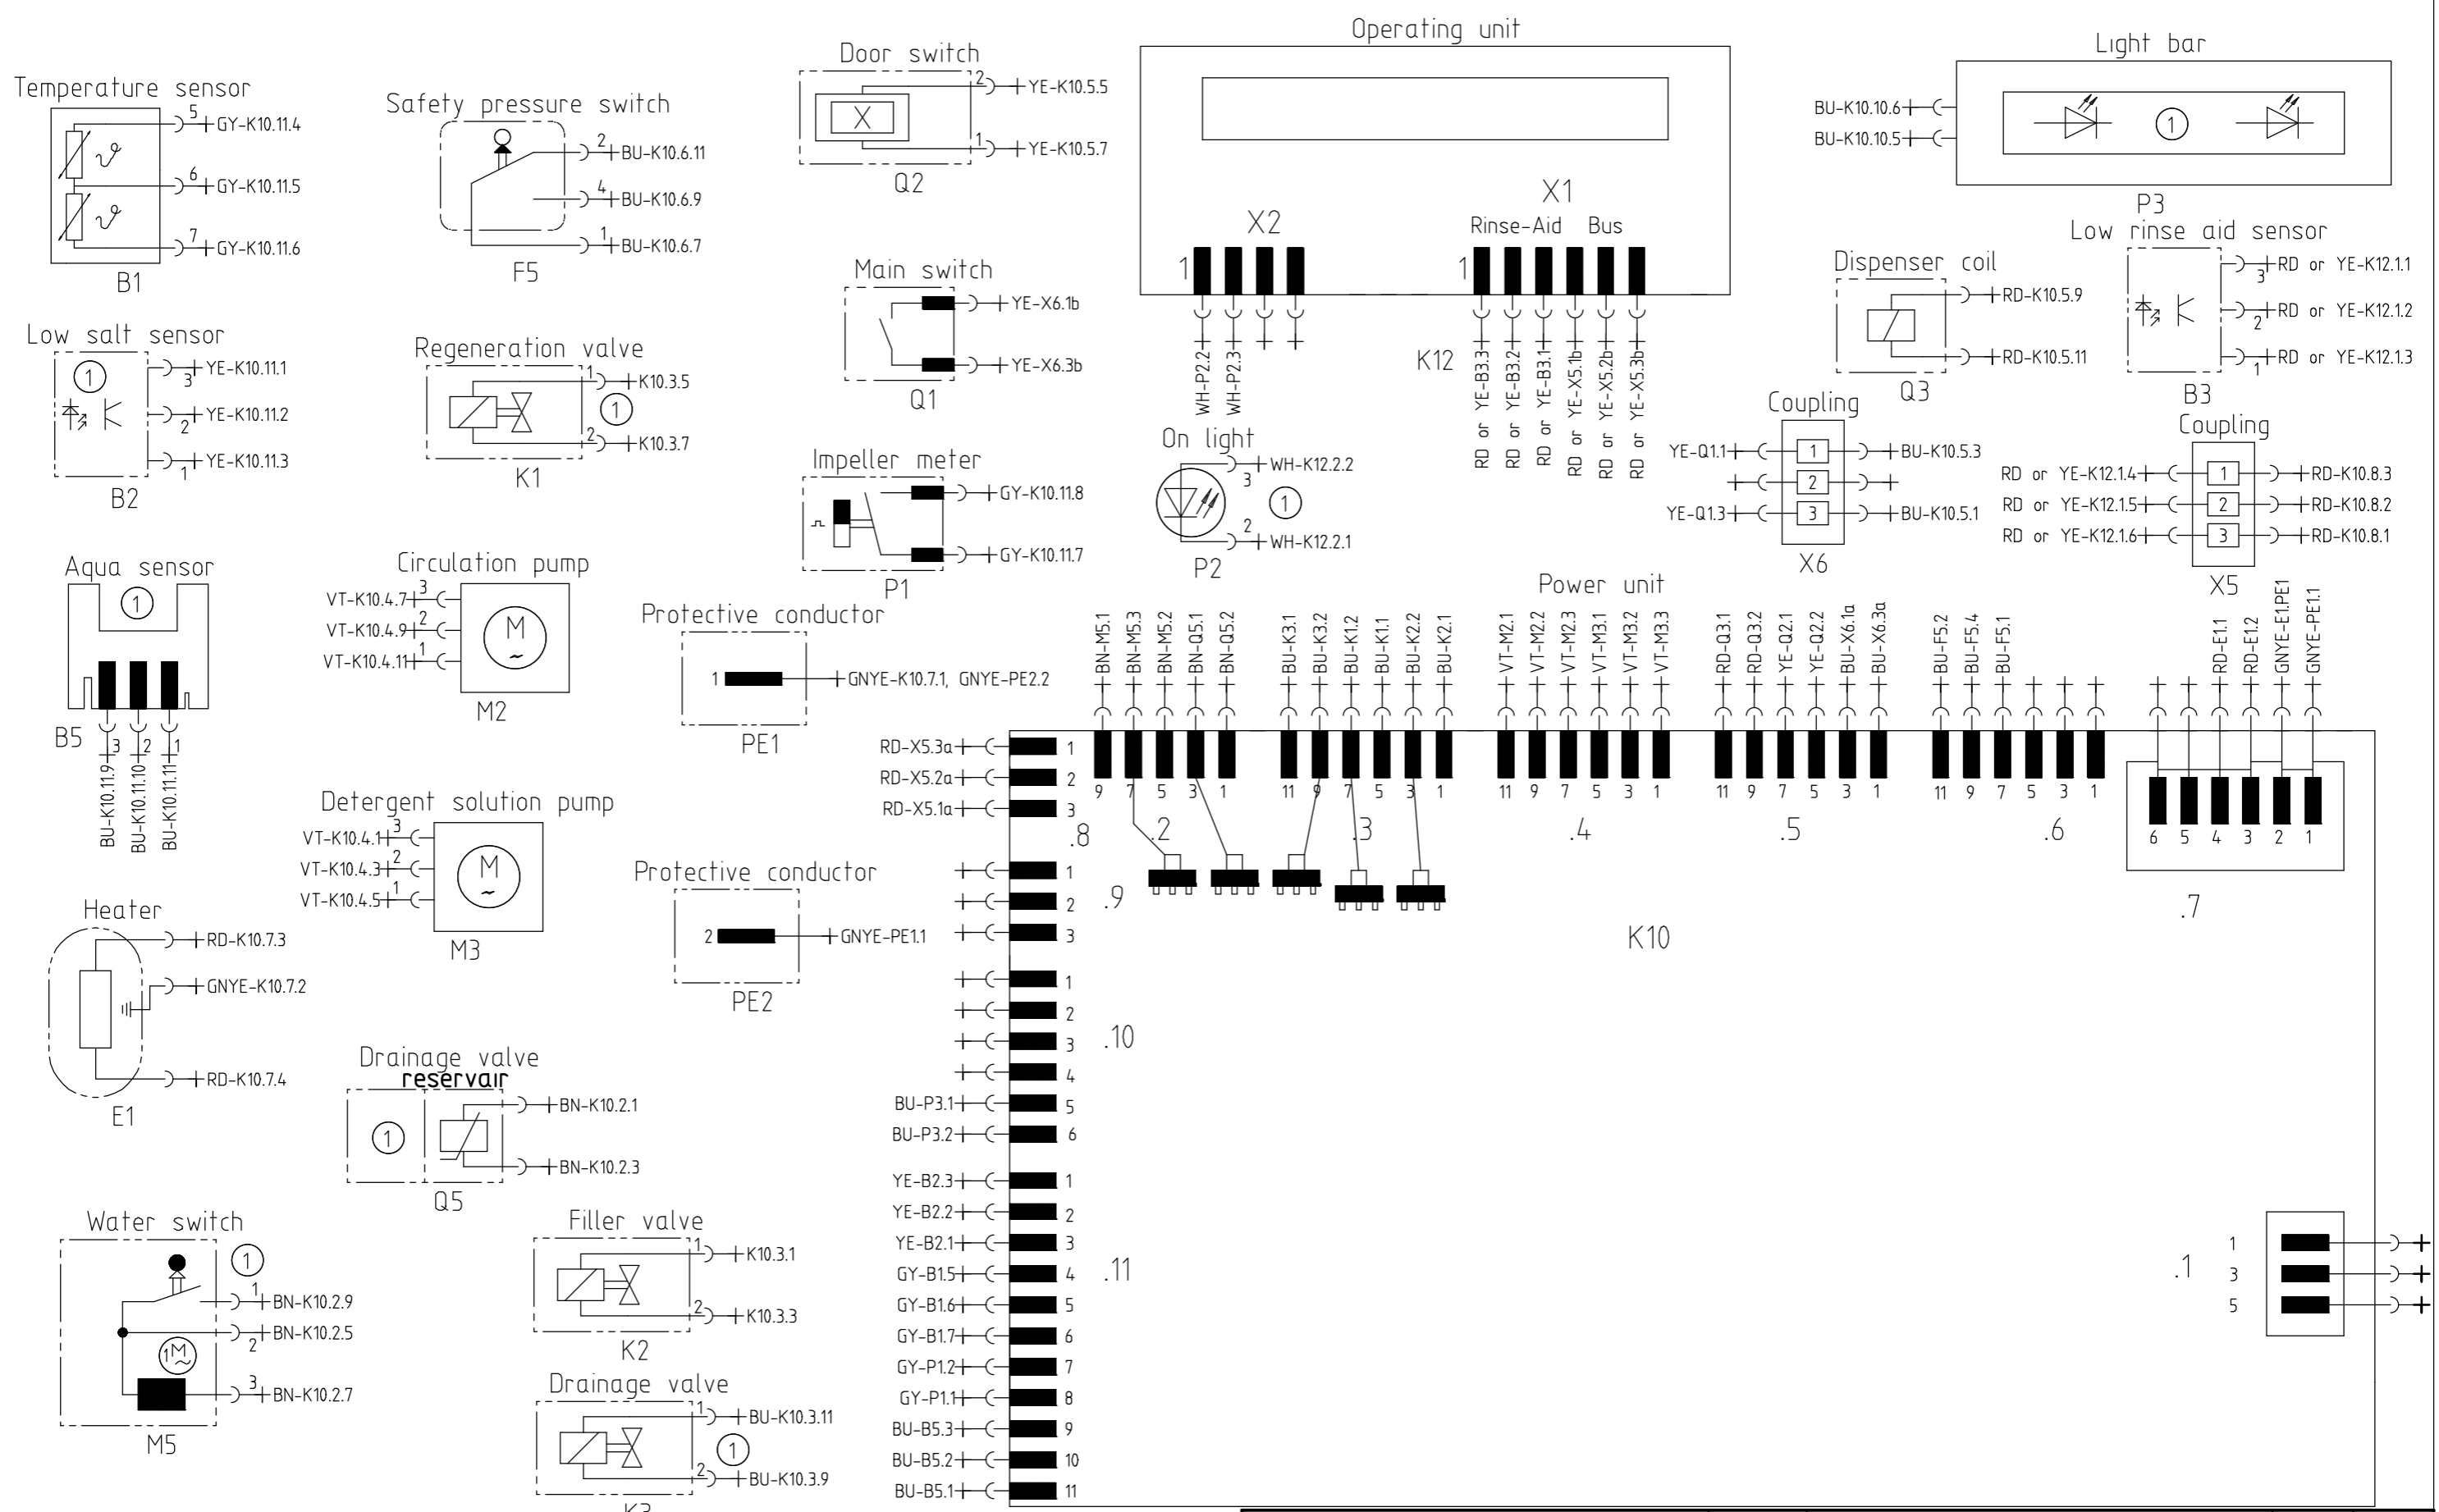 Temperature sensor
5
GY-K10.11.4
6
GY-K10.11.5
7
GY-K10.11.6
B1
Safety pressure switch
2
BU-K10.6.11
4
BU-K10.6.9
1
BU-K10.6.7
F5
Door switch
2
YE-K10.5.5
X
1
YE-K10.5.7
Q2
Operating unit
X2
X1
Rinse-Aid Bus
1
1
WH-P2.2
WH-P2.3
K12
RD or YE-B3.3
RD or YE-B3.2
RD or YE-B3.1
RD or YE-X5.1b
RD or YE-X5.2b
RD or YE-X5.3b
Light bar
BU-K10.10.6
BU-K10.10.5
1
P3
Low rinse aid sensor
3
RD or YE-K12.1.1
2
RD or YE-K12.1.2
1
RD or YE-K12.1.3
B3
Dispenser coil
RD-K10.5.9
RD-K10.5.11
Q3
Low salt sensor
1
3
YE-K10.11.1
2
YE-K10.11.2
1
YE-K10.11.3
B2
Regeneration valve
1
K10.3.5
1
2
K10.3.7
K1
Main switch
YE-X6.1b
YE-X6.3b
Q1
Impeller meter
GY-K10.11.8
GY-K10.11.7
P1
On light
WH-K12.2.2
3
1
2
WH-K12.2.1
P2
Coupling
YE-Q1.1
1
BU-K10.5.3
2
YE-Q1.3
3
BU-K10.5.1
X6
Coupling
RD or YE-K12.1.4
1
RD-K10.8.3
RD or YE-K12.1.5
2
RD-K10.8.2
RD or YE-K12.1.6
3
RD-K10.8.1
X5
Aqua sensor
1
B5
3
2
1
BU-K10.11.9
BU-K10.11.10
BU-K10.11.11
Circulation pump
VT-K10.4.7
3
VT-K10.4.9
2
VT-K10.4.11
1
M
~
M2
Protective conductor
1
GNYE-K10.7.1, GNYE-PE2.2
PE1
Detergent solution pump
VT-K10.4.1
3
VT-K10.4.3
2
VT-K10.4.5
1
M
~
M3
Protective conductor
2
GNYE-PE1.1
PE2
Heater
RD-K10.7.3
GNYE-K10.7.2
RD-K10.7.4
E1
Drainage valve
reservair
1
BN-K10.2.1
BN-K10.2.3
Q5
Water switch
1
1
BN-K10.2.9
BN-K10.2.5
2
1M
~
3
BN-K10.2.7
M5
Filler valve
1
K10.3.1
2
K10.3.3
K2
Drainage valve
1
BU-K10.3.11
1
2
BU-K10.3.9
K3
Power unit
BN-M5.1
BN-M5.3
BN-M5.2
BN-Q5.1
BN-Q5.2
BU-K3.1
BU-K3.2
BU-K1.2
BU-K1.1
BU-K2.2
BU-K2.1
VT-M2.1
VT-M2.2
VT-M2.3
VT-M3.1
VT-M3.2
VT-M3.3
RD-Q3.1
RD-Q3.2
YE-Q2.1
YE-Q2.2
BU-X6.1a
BU-X6.3a
BU-F5.2
BU-F5.4
BU-F5.1
RD-E1.1
RD-E1.2
GNYE-E1.PE1
GNYE-PE1.1
9 7 5 3 1
11 9 7 5 3 1
11 9 7 5 3 1
11 9 7 5 3 1
11 9 7 5 3 1
6 5 4 3 2 1
.2
.3
.4
.5
.6
.7
RD-X5.3a
1
RD-X5.2a
2
RD-X5.1a
3
.8
1
2
3
.9
K10
1
2
3
4
.10
BU-P3.1
5
BU-P3.2
6
YE-B2.3
1
YE-B2.2
2
YE-B2.1
3
GY-B1.5
4
.11
GY-B1.6
5
GY-B1.7
6
GY-P1.2
7
GY-P1.1
8
BU-B5.3
9
BU-B5.2
10
BU-B5.1
11
.1
1
3
5